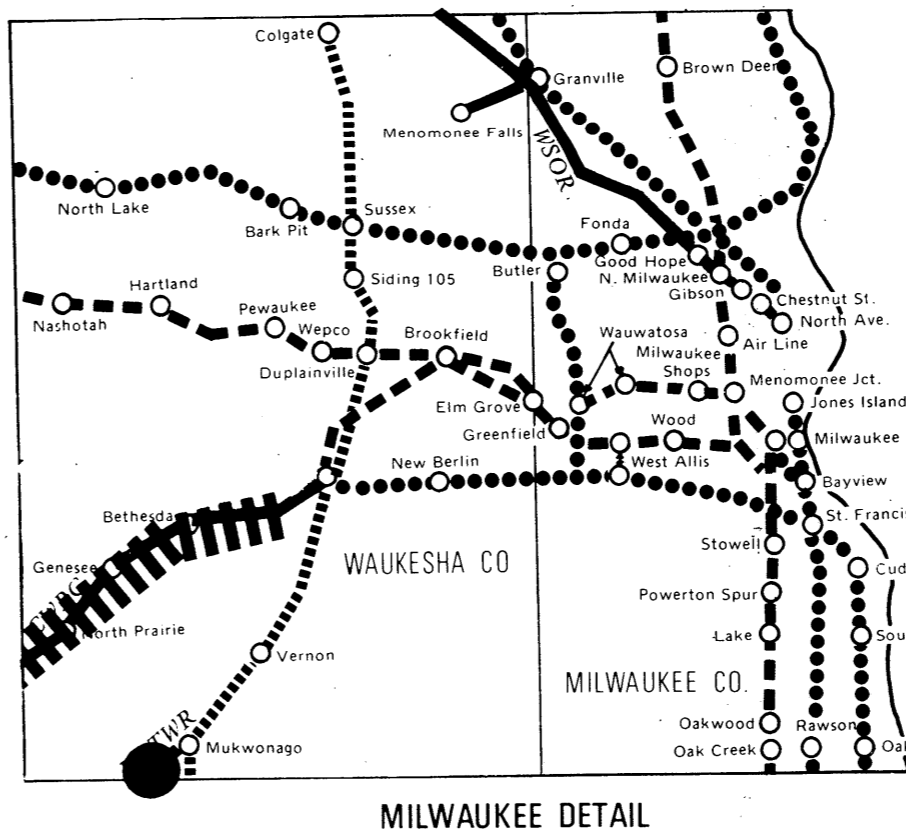 Colgate
Granville
Brown Deer
Menomonee Falls
WSOR
North Lake
Bark Pit
Sussex
Fonda
Good Hope
Butler
N. Milwaukee
Siding 105
Gibson
Chestnut St.
North Ave.
Hartland
Nashotah
Pewaukee
Wepco
Duplainville
Brookfield
Wauwatosa
Milwaukee
Shops
Air Line
Menomonee Jct.
Jones Island
Elm Grove
Greenfield
Wood
Milwaukee
New Berlin
West Allis
Bayview
Bethesda
St. Francis
Stowell
WAUKESHA CO
Genesee
Cud
Powerton Spur
North Prairie
Lake
Sou
Vernon
MILWAUKEE CO.
TWR
Mukwonago
Oakwood
Rawson
Oak Creek
Oa
MILWAUKEE DETAIL